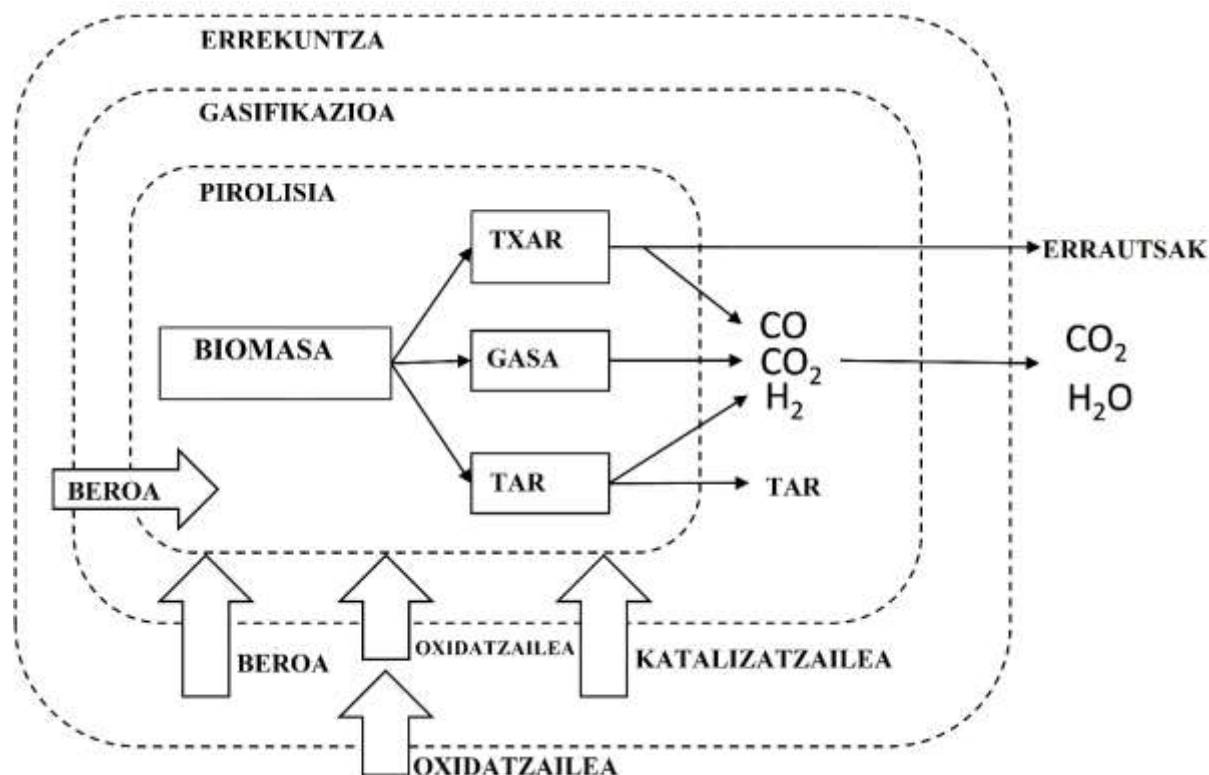 ERREKUNTZA
GASIFIKAZIOA
PIROLISIA
TXAR
ERRAUTSAK
BIOMASA
GASA
CO
CO₂
H₂
CO₂
H₂O
BEROA
TAR
TAR
BEROA
OXIDATZAILEA
KATALIZATZAILEA
OXIDATZAILEA